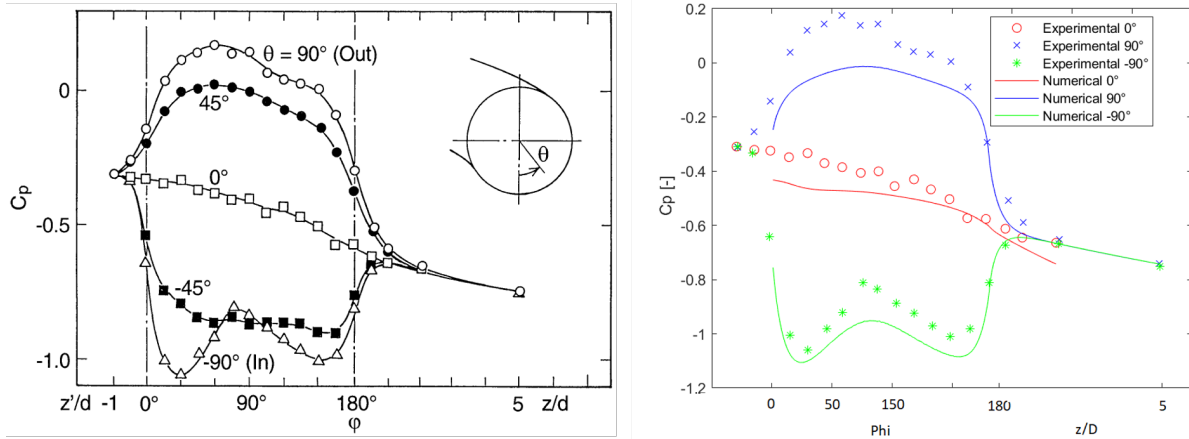 θ = 90° (Out)
0
45°
θ
0°
Cp
-0.5
-45°
-1.0
-90° (In)
z'/d -1 0° 90° 180° 5 z/d
φ
0.2
0
-0.2
-0.4
-0.6
-0.8
-1
-1.2
Cp [-]
Experimental 0°
Experimental 90°
Experimental -90°
Numerical 0°
Numerical 90°
Numerical -90°
0 50 150 180 5
Phi z/D